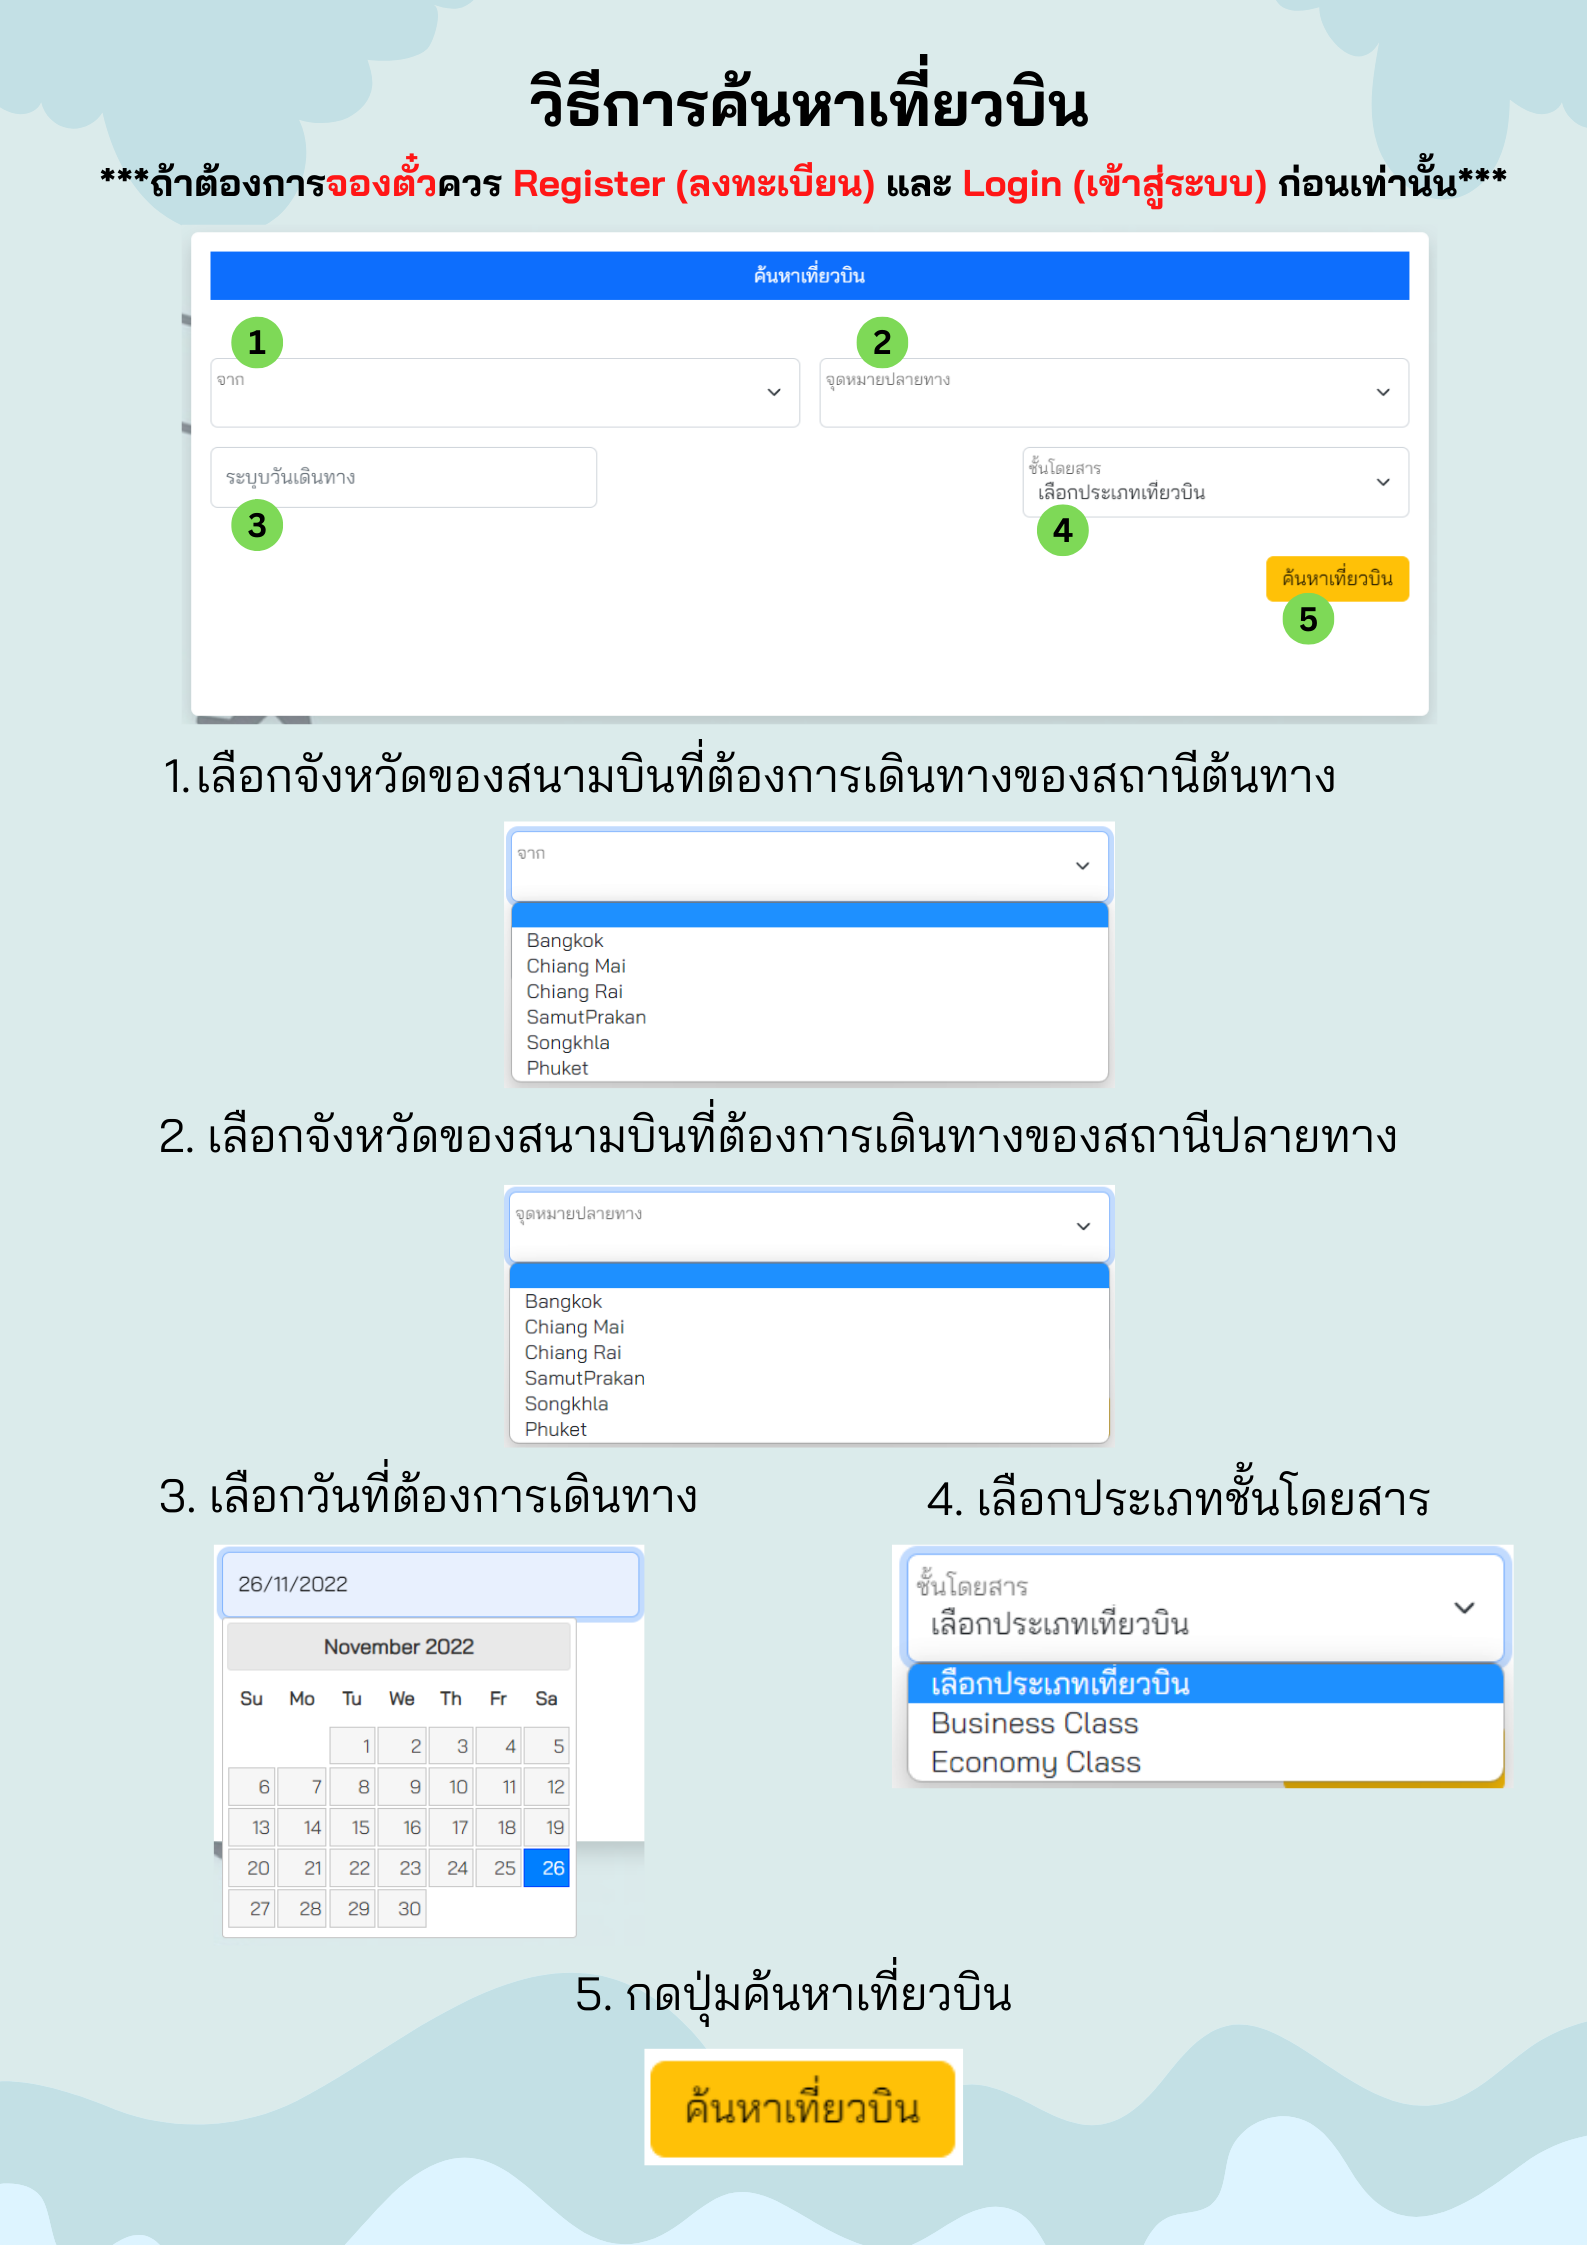 วิธีการค้นหาเที่ยวบิน
***ถ้าต้องการจองตั๋วควร Register (ลงทะเบียน) และ Login (เข้าสู่ระบบ) ก่อนเท่านั้น***
ค้นหาเที่ยวบิน
1
2
จาก
จุดหมายปลายทาง
ระบุบวันเดินทาง
ชั้นโดยสาร
เลือกประเภทเที่ยวบิน
3
4
ค้นหาเที่ยวบิน
5
1. เลือกจังหวัดของสนามบินที่ต้องการเดินทางของสถานีต้นทาง
จาก
Bangkok
Chiang Mai
Chiang Rai
SamutPrakan
Songkhla
Phuket
2. เลือกจังหวัดของสนามบินที่ต้องการเดินทางของสถานีปลายทาง
จุดหมายปลายทาง
Bangkok
Chiang Mai
Chiang Rai
SamutPrakan
Songkhla
Phuket
3. เลือกวันที่ต้องการเดินทาง
26/11/2022
November 2022
Su Mo Tu We Th Fr Sa
1 2 3 4 5
6 7 8 9 10 11 12
13 14 15 16 17 18 19
20 21 22 23 24 25 26
27 28 29 30
4. เลือกประเภทชั้นโดยสาร
ชั้นโดยสาร
เลือกประเภทเที่ยวบิน
เลือกประเภทเที่ยวบิน
Business Class
Economy Class
5. กดปุ่มค้นหาเที่ยวบิน
ค้นหาเที่ยวบิน